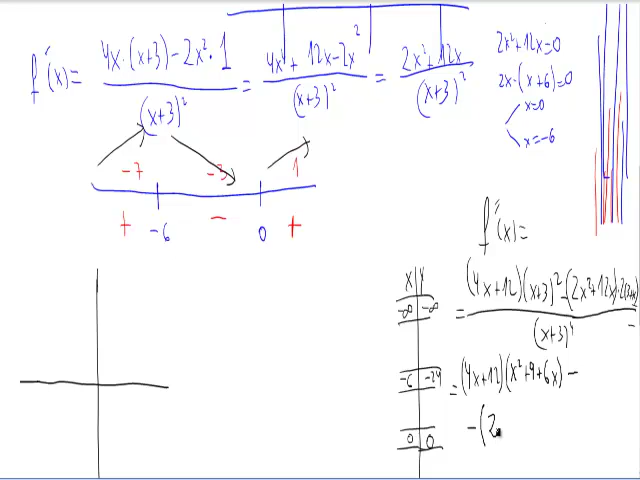 f'(x)= 4x·(x+3)-2x²·1 / (x+3)² = 4x²+12x-2x² / (x+3)² = 2x²+12x / (x+3)²
2x²+12x=0
2x·(x+6)=0
x=0
x=-6
-7 -3 1
+ -6 - 0 +
f''(x)=
= (4x+12)(x+3)²-(2x²+12x)·2(3+x) / (x+3)⁴
= (4x+12)(x²+9+6x) -
-(2
x y
-∞ -∞
-6 -24
0 0